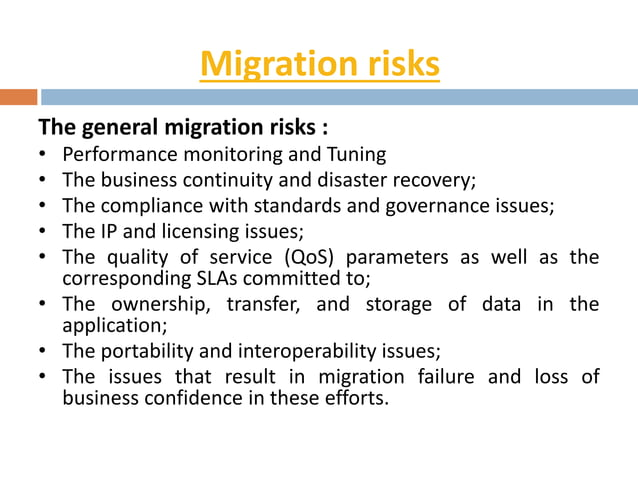 Migration risks
The general migration risks :
• Performance monitoring and Tuning
• The business continuity and disaster recovery;
• The compliance with standards and governance issues;
• The IP and licensing issues;
• The quality of service (QoS) parameters as well as the
corresponding SLAs committed to;
• The ownership, transfer, and storage of data in the
application;
• The portability and interoperability issues;
• The issues that result in migration failure and loss of
business confidence in these efforts.